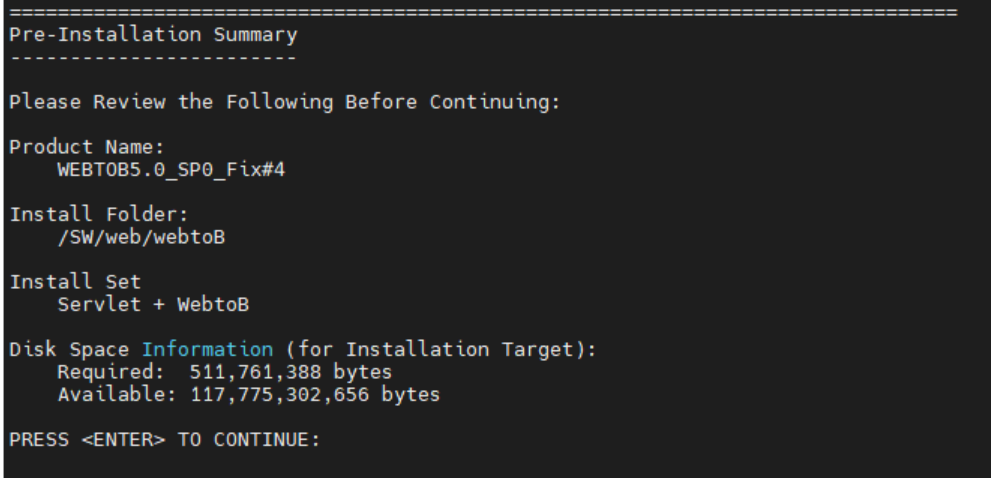 ===============================================================================
Pre-Installation Summary
------------------------
Please Review the Following Before Continuing:
Product Name:
    WEBTOB5.0_SP0_Fix#4
Install Folder:
    /SW/web/webtoB
Install Set
    Servlet + WebtoB
Disk Space Information (for Installation Target):
    Required:  511,761,388 bytes
    Available: 117,775,302,656 bytes
PRESS <ENTER> TO CONTINUE: